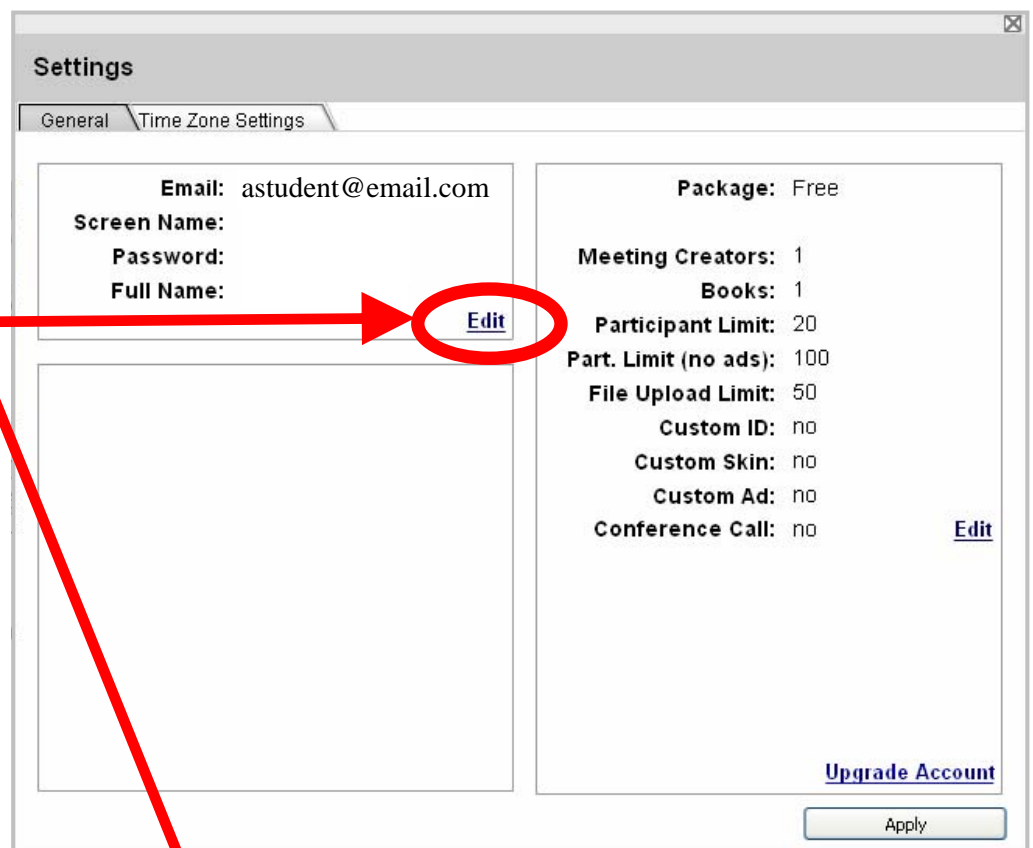 Settings
General Time Zone Settings
Email: astudent@email.com
Screen Name:
Password:
Full Name:
Edit
Package: Free
Meeting Creators: 1
Books: 1
Participant Limit: 20
Part. Limit (no ads): 100
File Upload Limit: 50
Custom ID: no
Custom Skin: no
Custom Ad: no
Conference Call: no Edit
Upgrade Account
Apply